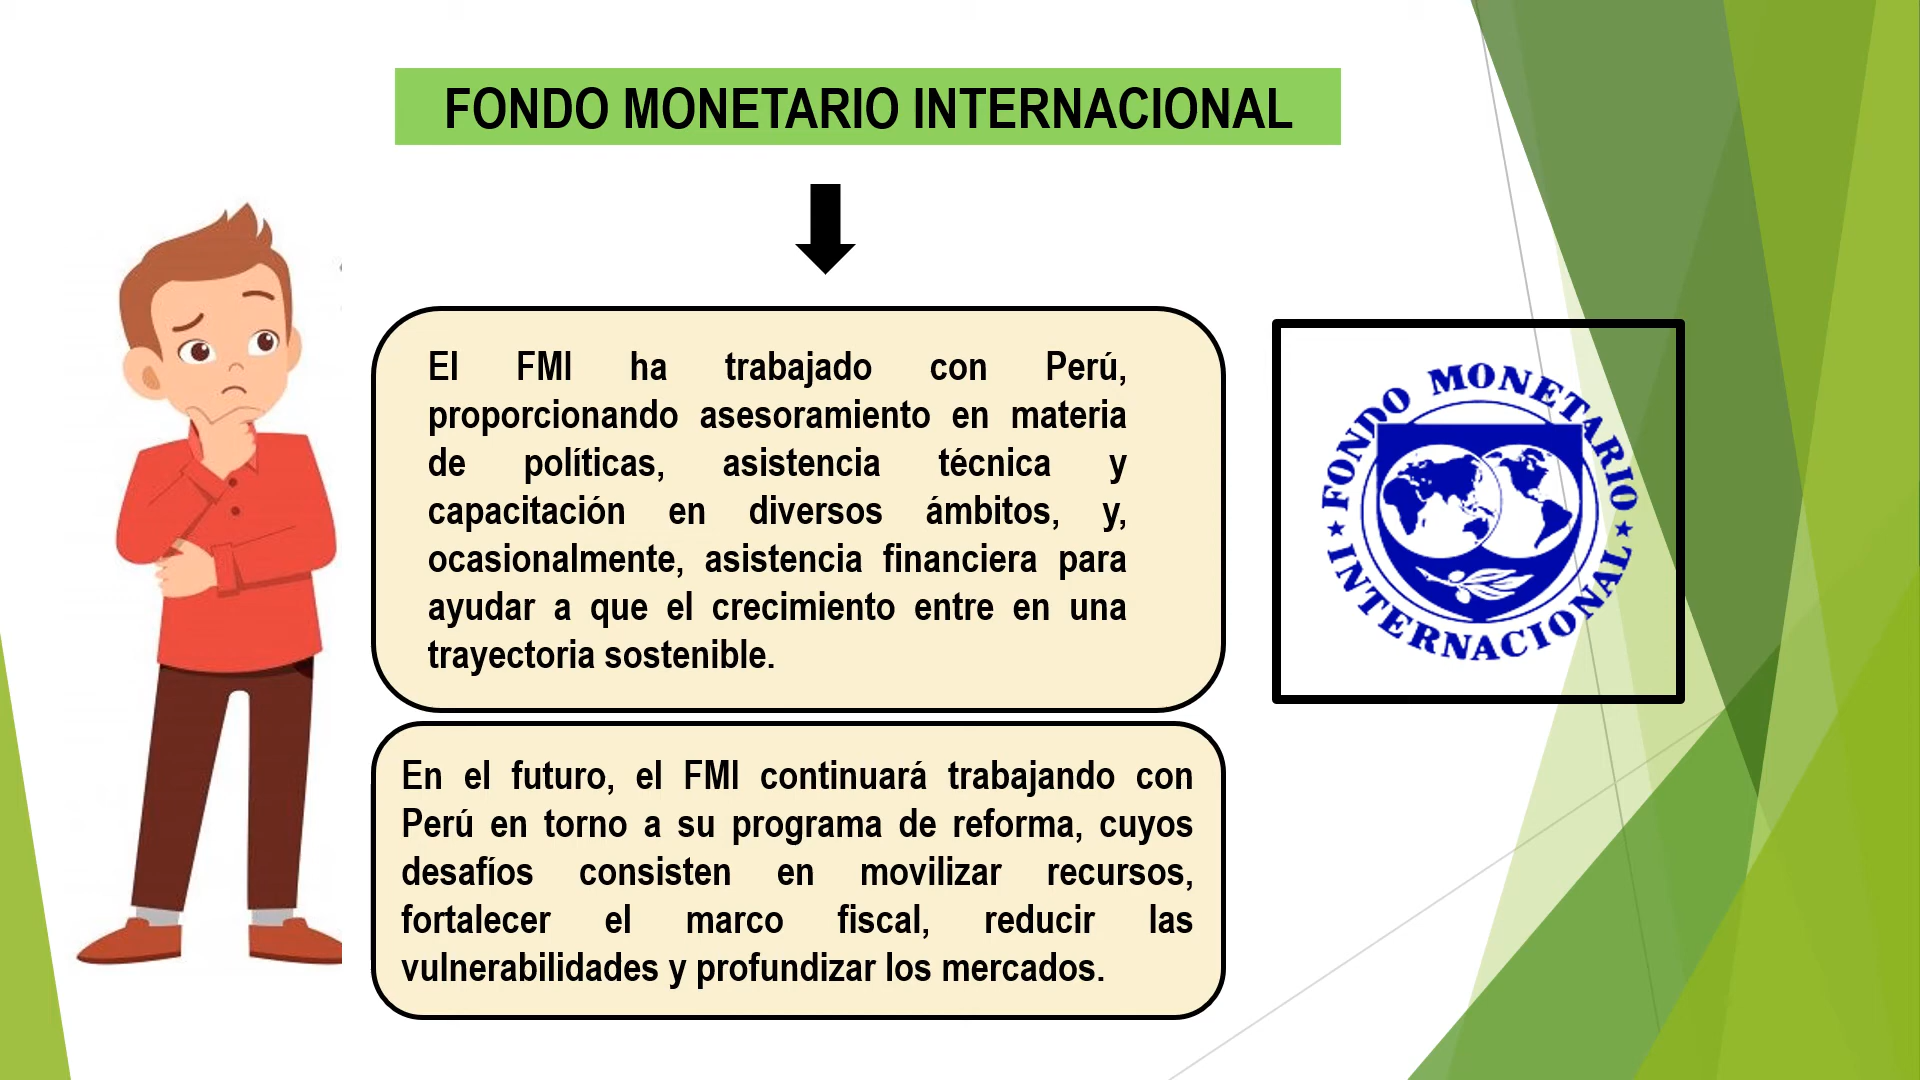 FONDO MONETARIO INTERNACIONAL
El FMI ha trabajado con Perú,
proporcionando asesoramiento en materia
de políticas, asistencia técnica y
capacitación en diversos ámbitos, y,
ocasionalmente, asistencia financiera para
ayudar a que el crecimiento entre en una
trayectoria sostenible.
FONDO MONETARIO
INTERNACIONAL
En el futuro, el FMI continuará trabajando con
Perú en torno a su programa de reforma, cuyos
desafíos consisten en movilizar recursos,
fortalecer el marco fiscal, reducir las
vulnerabilidades y profundizar los mercados.